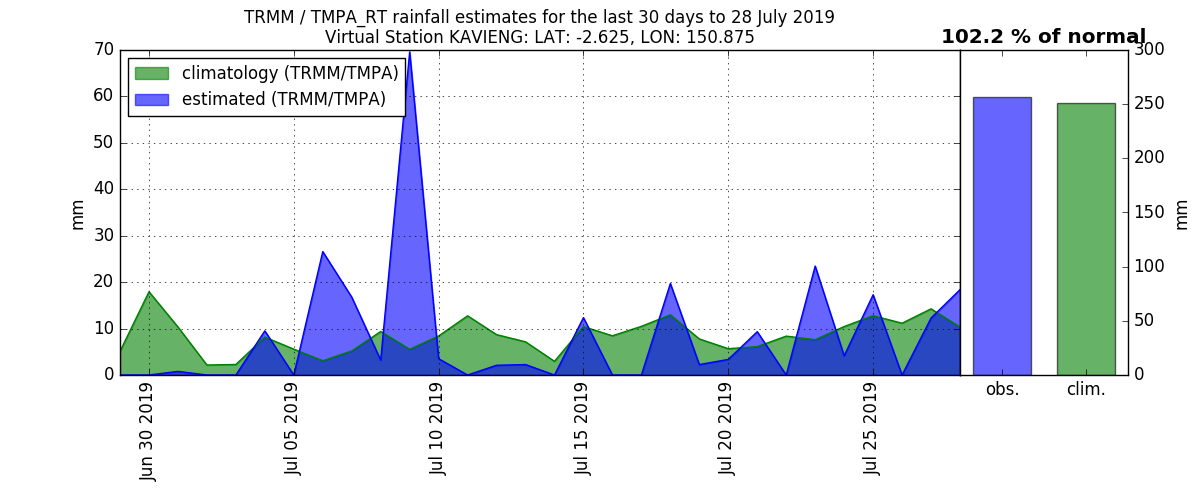 TRMM / TMPA_RT rainfall estimates for the last 30 days to 28 July 2019
Virtual Station KAVIENG: LAT: -2.625, LON: 150.875
102.2 % of normal
climatology (TRMM/TMPA)
estimated (TRMM/TMPA)
70
60
50
40
30
20
10
0
mm
Jun 30 2019
Jul 05 2019
Jul 10 2019
Jul 15 2019
Jul 20 2019
Jul 25 2019
obs.
clim.
300
250
200
150
100
50
0
mm